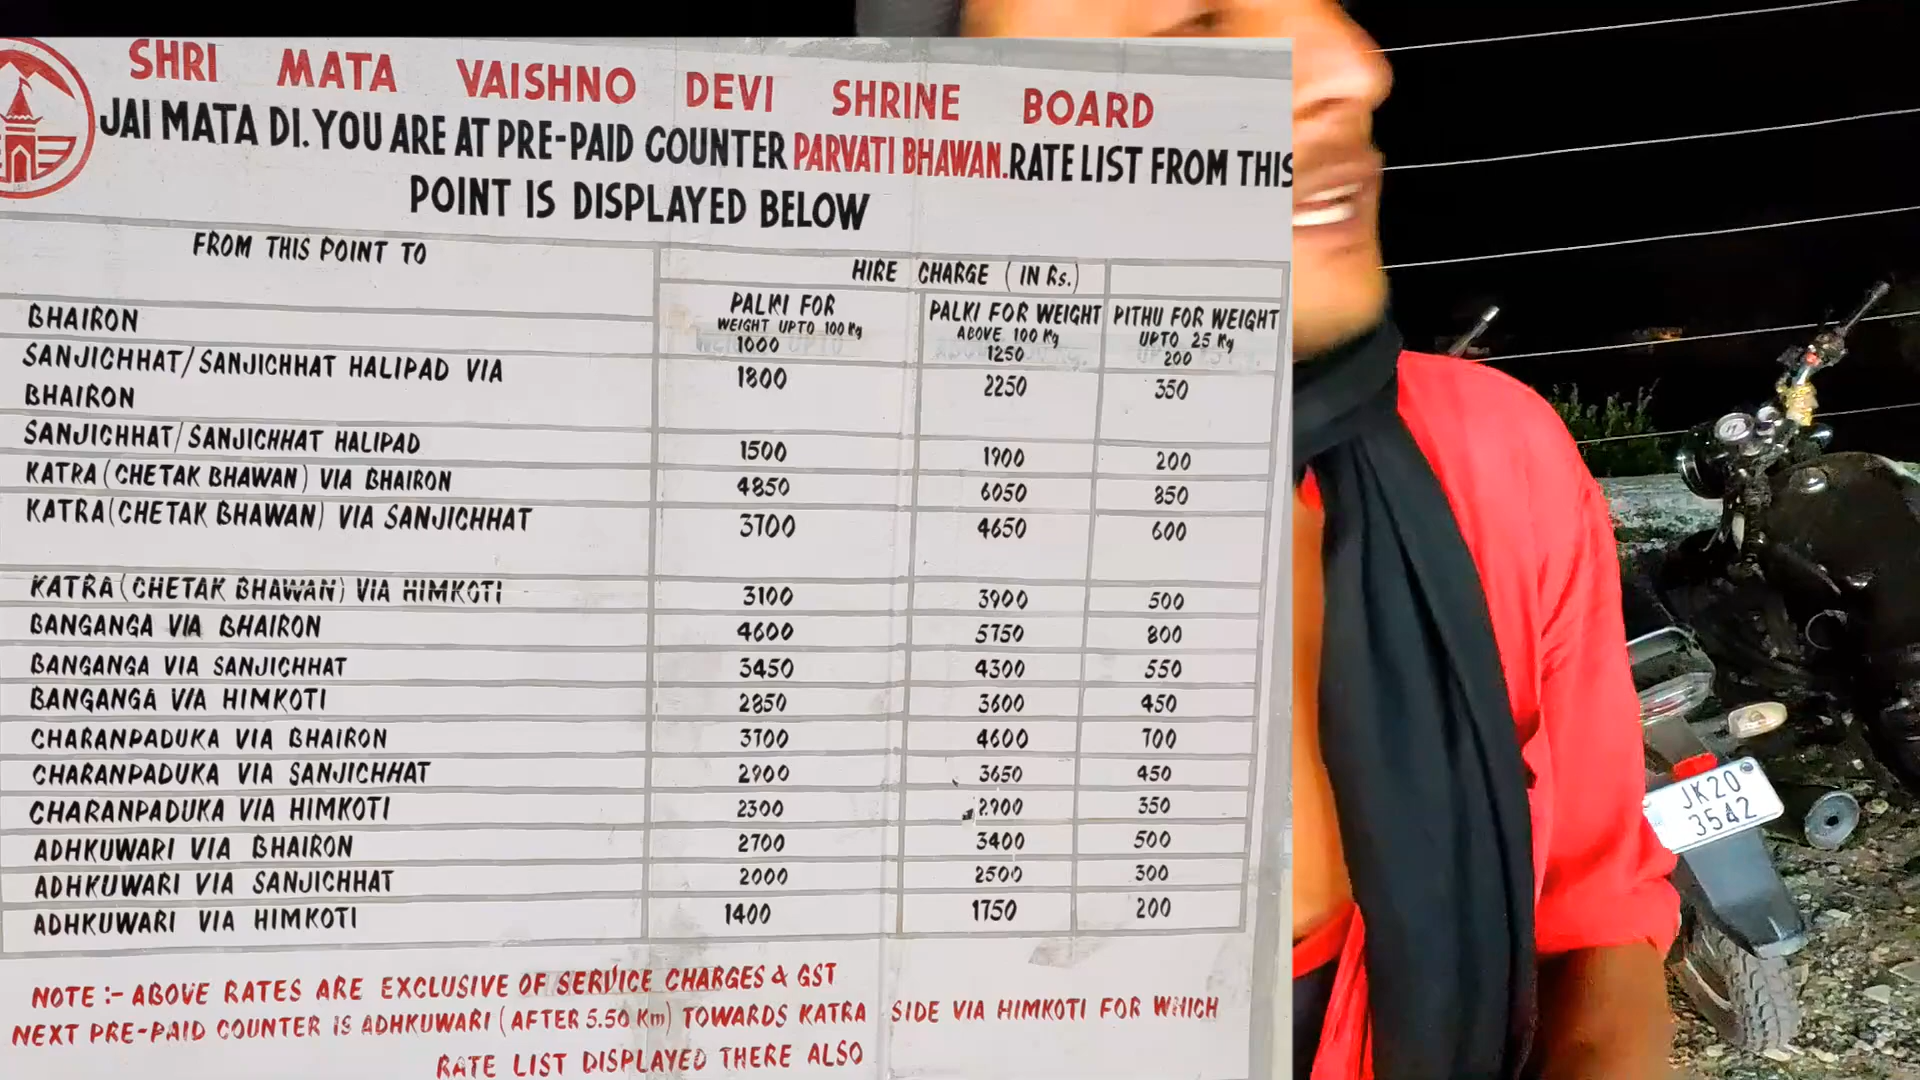 SHRI MATA VAISHNO DEVI SHRINE BOARD
JAI MATA DI. YOU ARE AT PRE-PAID COUNTER PARVATI BHAWAN. RATE LIST FROM THIS
POINT IS DISPLAYED BELOW
FROM THIS POINT TO
HIRE CHARGE (IN Rs.)
PALKI FOR WEIGHT UPTO 100 Kg
PALKI FOR WEIGHT ABOVE 100 Kg
PITHU FOR WEIGHT UPTO 25 Kg
BHAIRON 1000 1250 200
SANJICHHAT/SANJICHHAT HALIPAD VIA 1800 2250 350
BHAIRON
SANJICHHAT/SANJICHHAT HALIPAD 1500 1900 200
KATRA (CHETAK BHAWAN) VIA BHAIRON 4850 6050 850
KATRA (CHETAK BHAWAN) VIA SANJICHHAT 3700 4650 600
KATRA (CHETAK BHAWAN) VIA HIMKOTI 3100 3900 500
BANGANGA VIA BHAIRON 4600 5750 800
BANGANGA VIA SANJICHHAT 3450 4300 550
BANGANGA VIA HIMKOTI 2850 3600 450
CHARANPADUKA VIA BHAIRON 3700 4600 700
CHARANPADUKA VIA SANJICHHAT 2900 3650 450
CHARANPADUKA VIA HIMKOTI 2300 2900 350
ADHKUWARI VIA BHAIRON 2700 3400 500
ADHKUWARI VIA SANJICHHAT 2000 2500 300
ADHKUWARI VIA HIMKOTI 1400 1750 200
NOTE :- ABOVE RATES ARE EXCLUSIVE OF SERVICE CHARGES & GST
NEXT PRE-PAID COUNTER IS ADHKUWARI (AFTER 5.50 Km) TOWARDS KATRA SIDE VIA HIMKOTI FOR WHICH
RATE LIST DISPLAYED THERE ALSO
JK20
3542